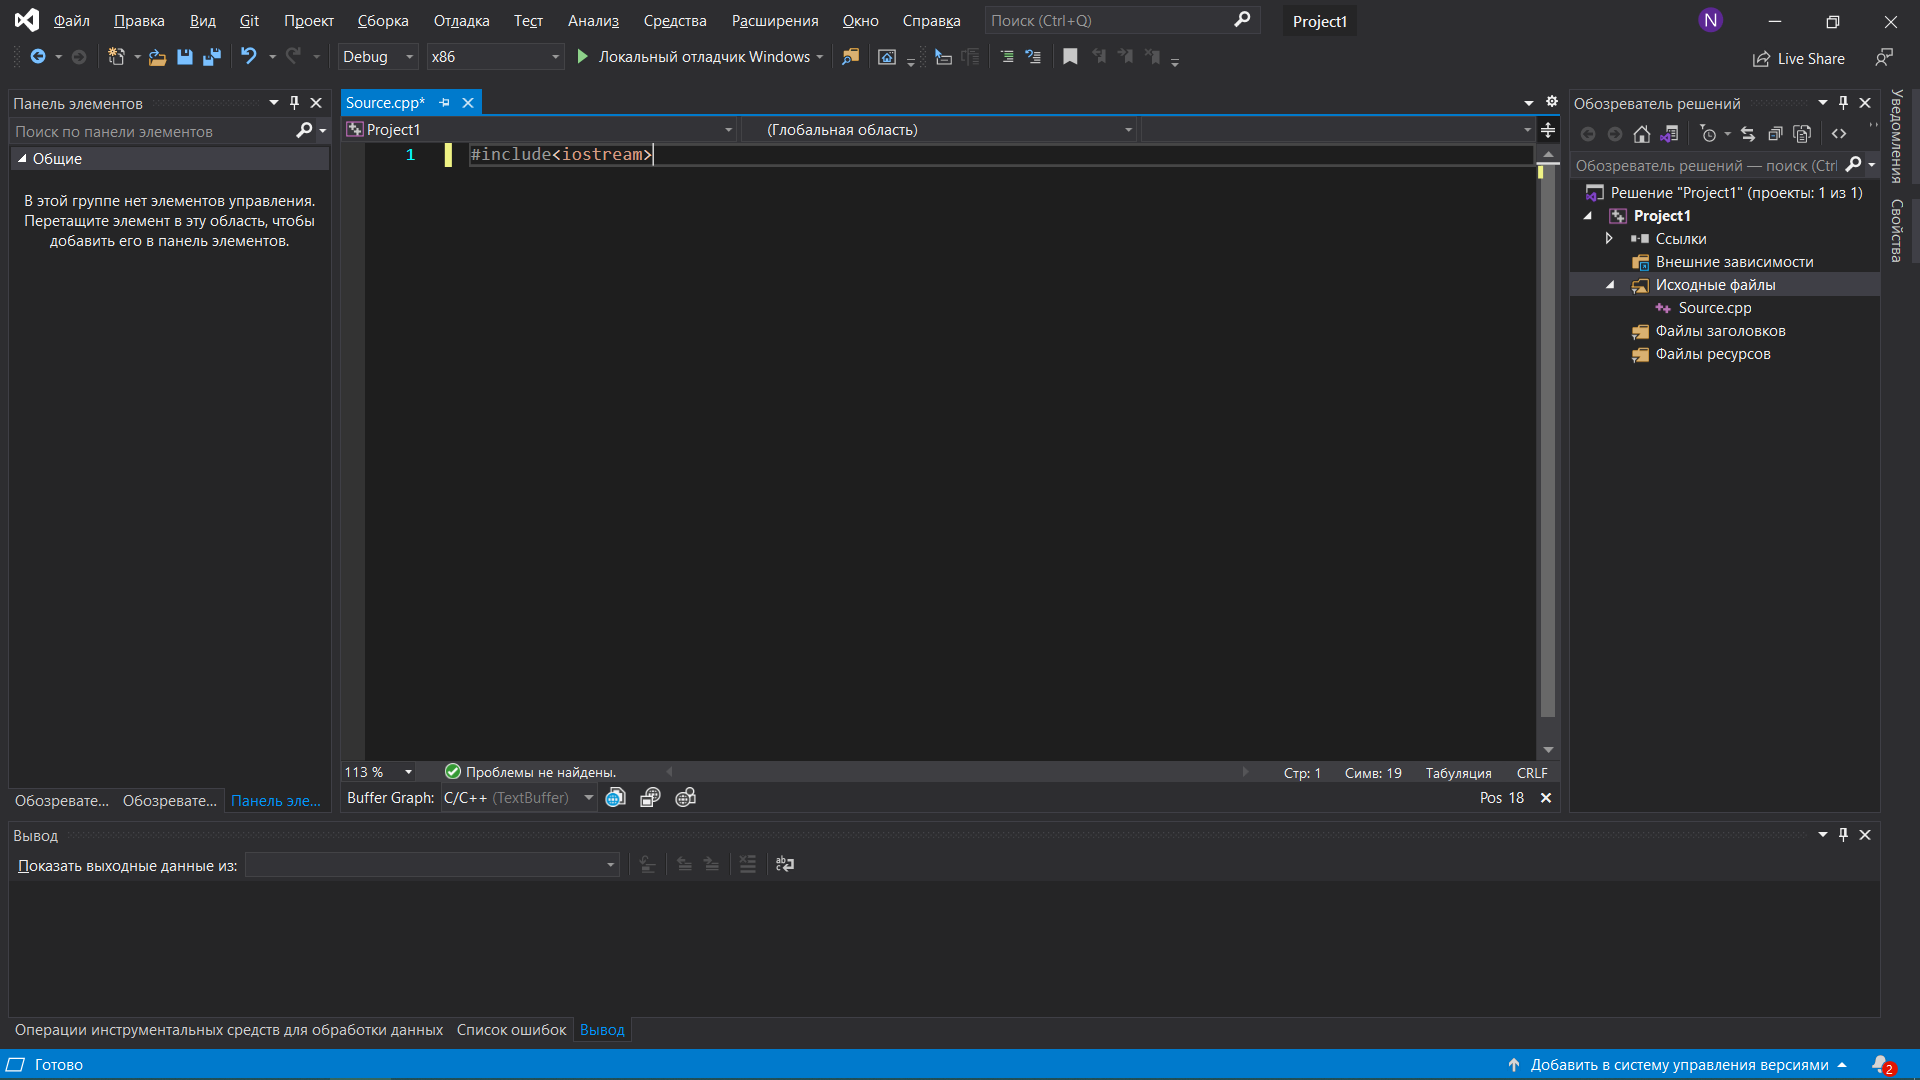 Файл Правка Вид Git Проект Сборка Отладка Тест Анализ Средства Расширения Окно Справка Поиск (Ctrl+Q) Project1 N
Debug x86 Локальный отладчик Windows Live Share
Панель элементов
Поиск по панели элементов
Общие
В этой группе нет элементов управления.
Перетащите элемент в эту область, чтобы
добавить его в панель элементов.
Обозревате... Обозревате... Панель эле...
Source.cpp*
Project1 (Глобальная область)
1 #include<iostream>
113 % Проблемы не найдены. Стр: 1 Симв: 19 Табуляция CRLF
Buffer Graph: C/C++ (TextBuffer) Pos 18
Обозреватель решений
Обозреватель решений — поиск (Ctrl
Решение "Project1" (проекты: 1 из 1)
Project1
Ссылки
Внешние зависимости
Исходные файлы
Source.cpp
Файлы заголовков
Файлы ресурсов
Уведомления
Свойства
Вывод
Показать выходные данные из:
Операции инструментальных средств для обработки данных Список ошибок Вывод
Готово Добавить в систему управления версиями 2